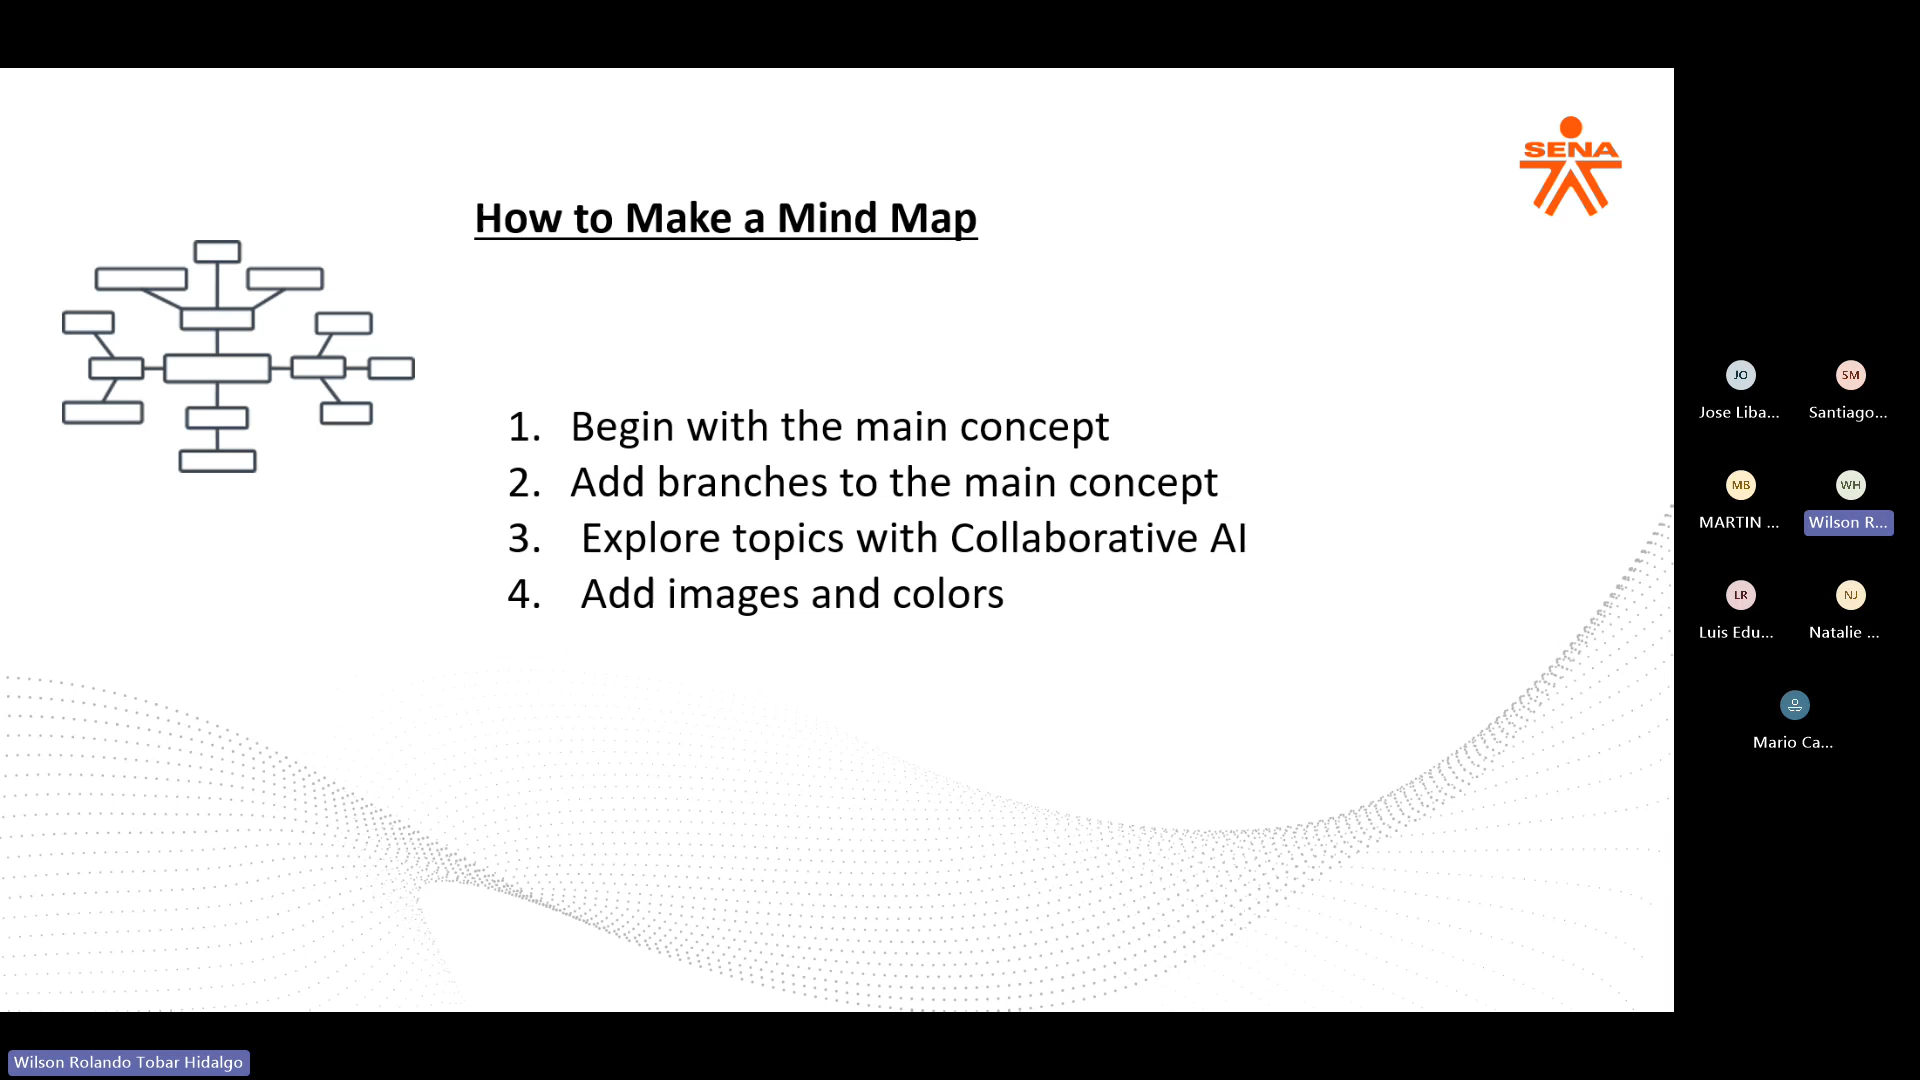 SENA
How to Make a Mind Map
1. Begin with the main concept
2. Add branches to the main concept
3. Explore topics with Collaborative AI
4. Add images and colors
JO
Jose Liba...
SM
Santiago...
MB
MARTIN ...
WH
Wilson R...
LR
Luis Edu...
NJ
Natalie ...
Mario Ca...
Wilson Rolando Tobar Hidalgo